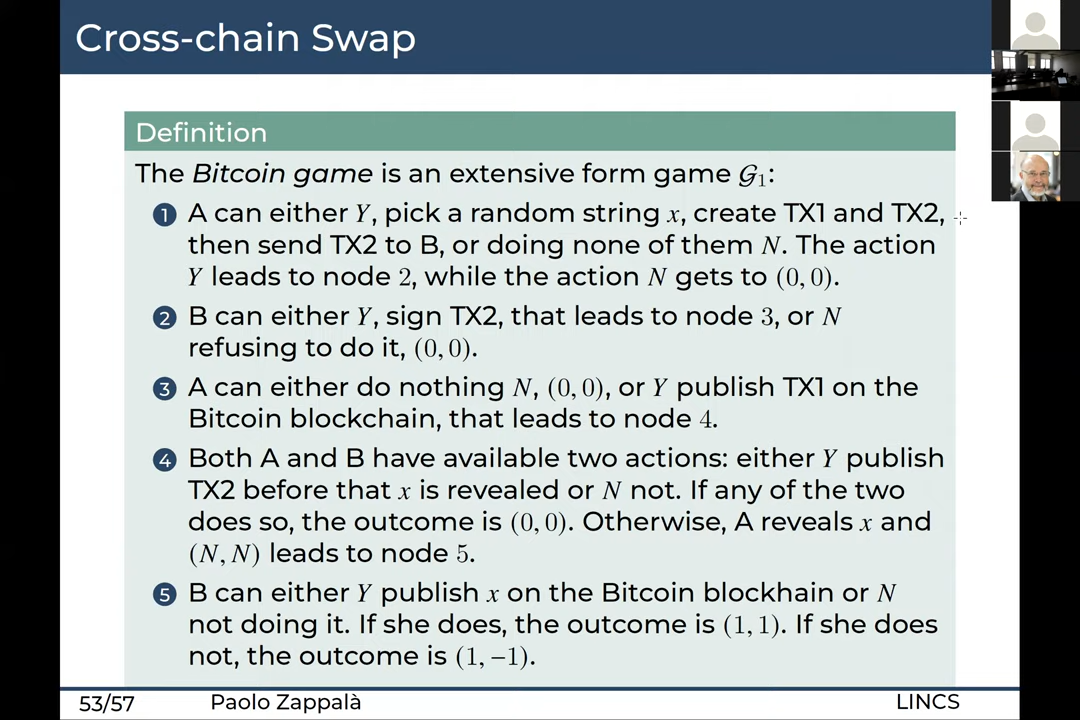 Cross-chain Swap
Definition
The Bitcoin game is an extensive form game 𝒢₁:
1 A can either Y, pick a random string x, create TX1 and TX2,
then send TX2 to B, or doing none of them N. The action
Y leads to node 2, while the action N gets to (0, 0).
2 B can either Y, sign TX2, that leads to node 3, or N
refusing to do it, (0, 0).
3 A can either do nothing N, (0, 0), or Y publish TX1 on the
Bitcoin blockchain, that leads to node 4.
4 Both A and B have available two actions: either Y publish
TX2 before that x is revealed or N not. If any of the two
does so, the outcome is (0, 0). Otherwise, A reveals x and
(N, N) leads to node 5.
5 B can either Y publish x on the Bitcoin blockhain or N
not doing it. If she does, the outcome is (1, 1). If she does
not, the outcome is (1, −1).
53/57 Paolo Zappalà LINCS